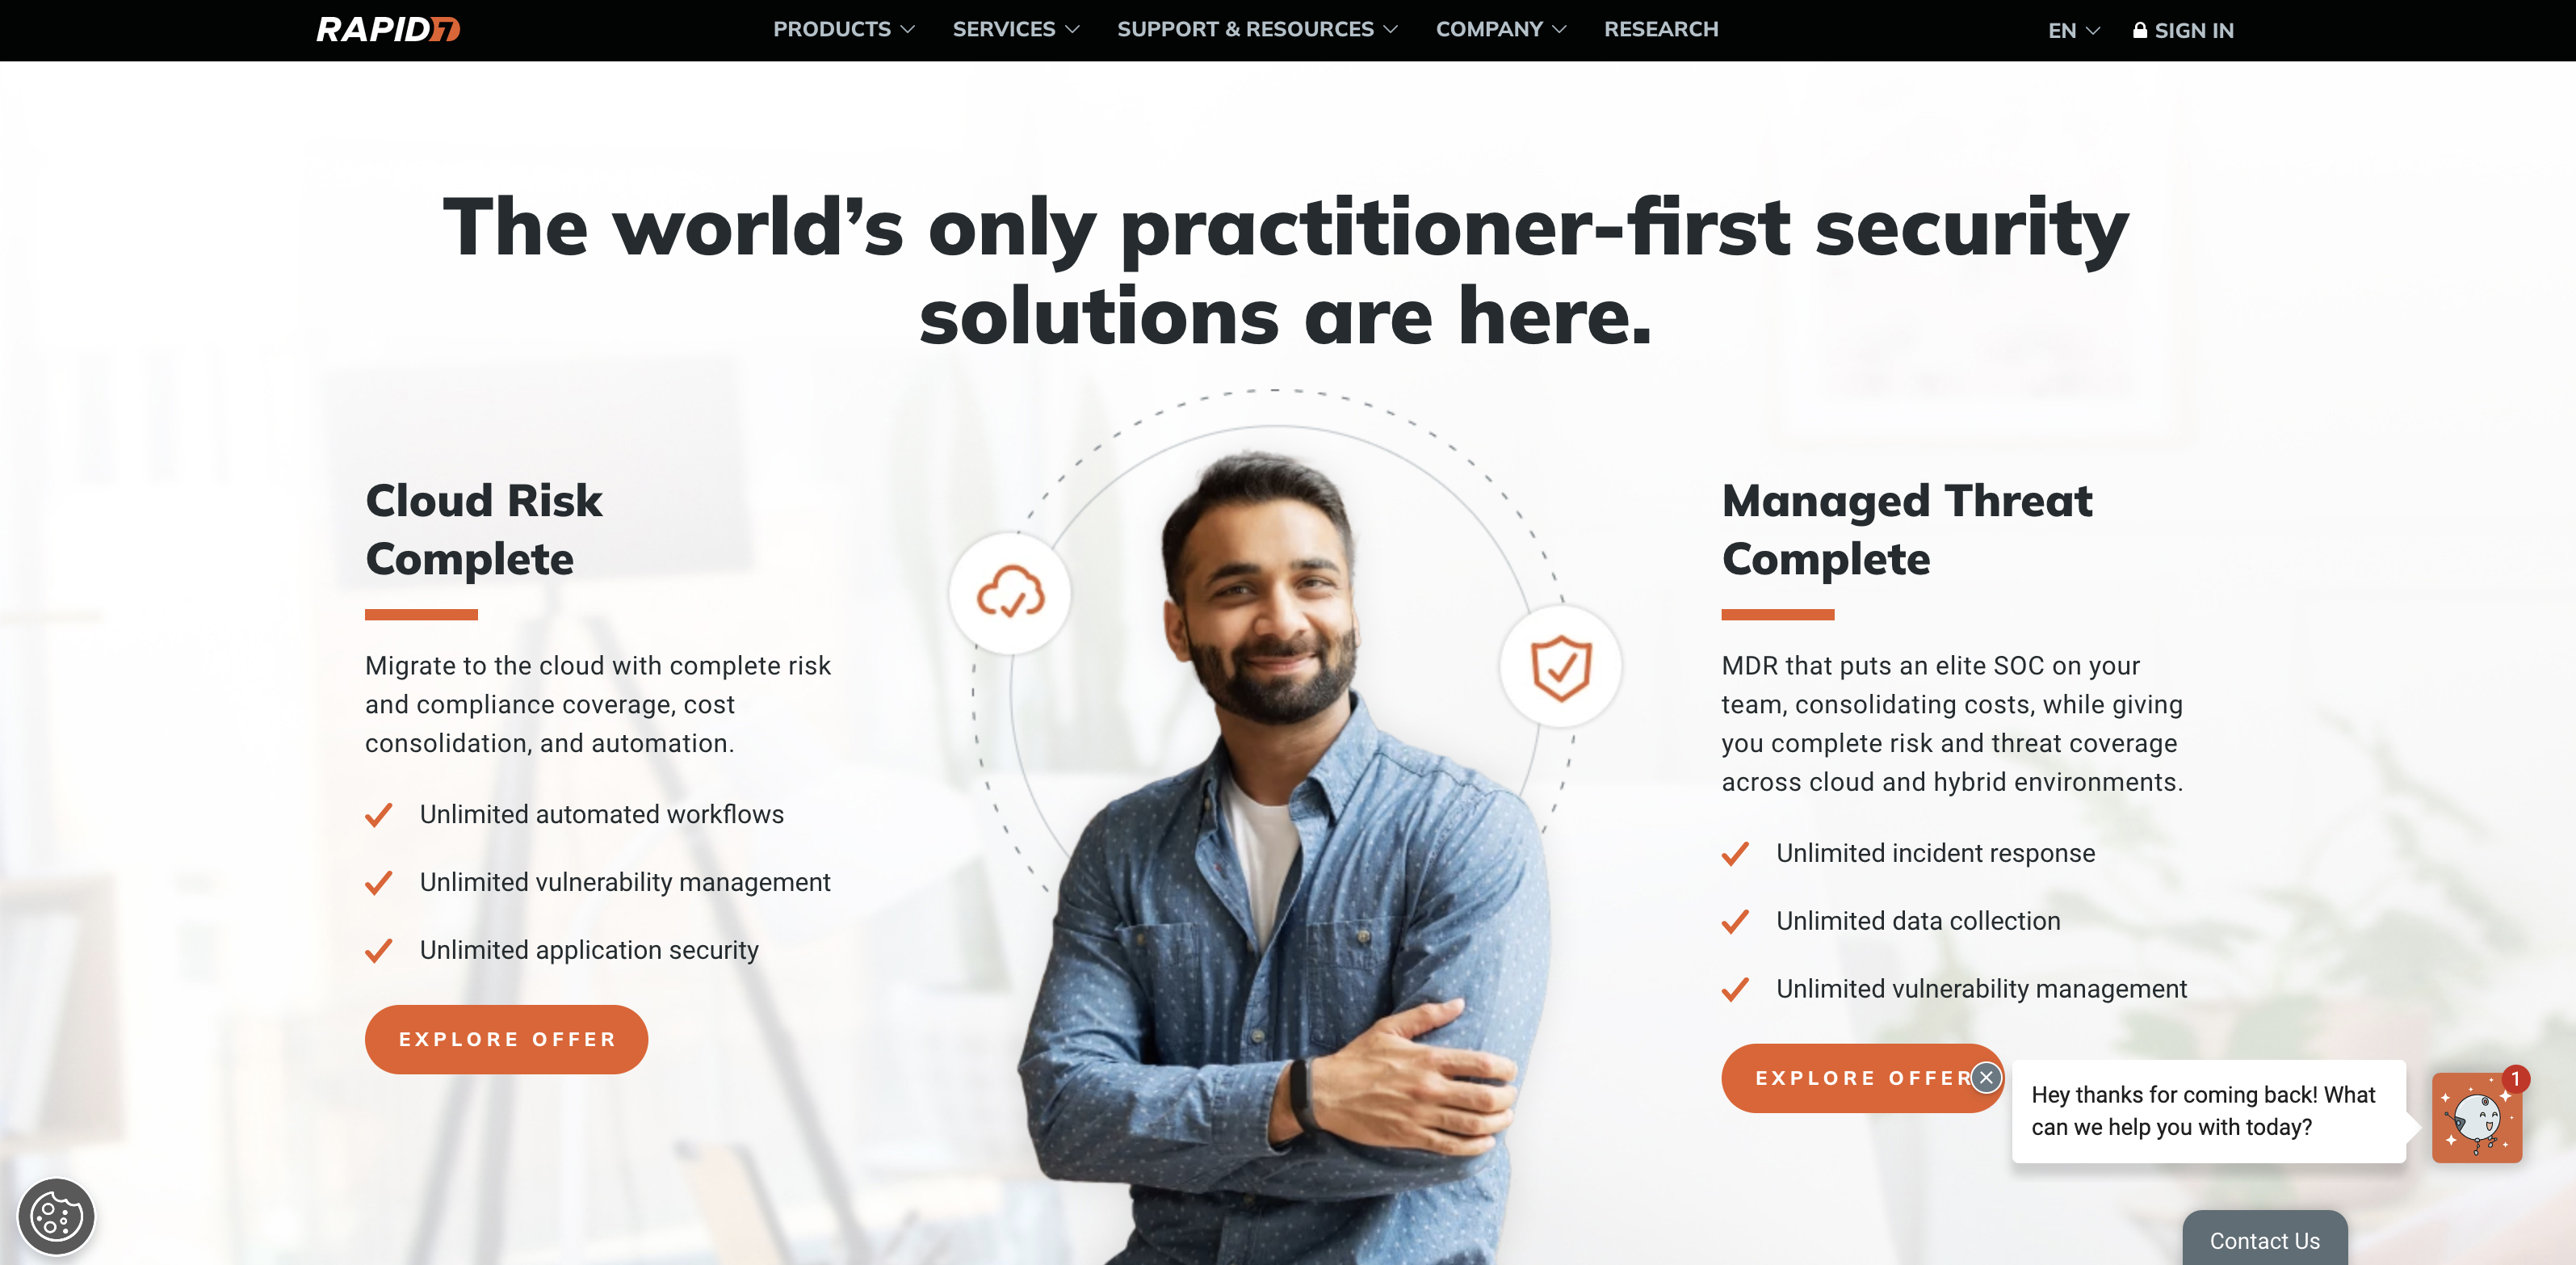 RAPID7
PRODUCTS
SERVICES
SUPPORT & RESOURCES
COMPANY
RESEARCH
EN
SIGN IN
The world’s only practitioner-first security
solutions are here.
Cloud Risk
Complete
Migrate to the cloud with complete risk
and compliance coverage, cost
consolidation, and automation.
Unlimited automated workflows
Unlimited vulnerability management
Unlimited application security
EXPLORE OFFER
Managed Threat
Complete
MDR that puts an elite SOC on your
team, consolidating costs, while giving
you complete risk and threat coverage
across cloud and hybrid environments.
Unlimited incident response
Unlimited data collection
Unlimited vulnerability management
EXPLORE OFFER
Hey thanks for coming back! What
can we help you with today?
1
Contact Us